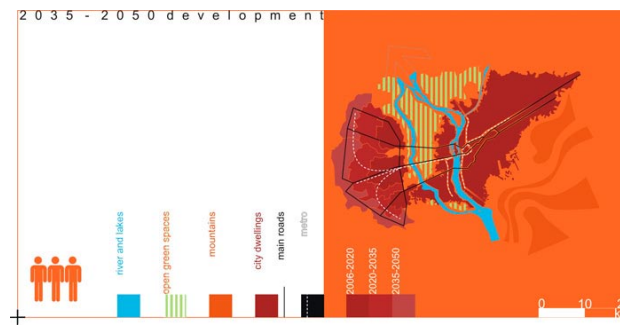 2035-2050 development
river and lakes
open green spaces
mountains
city dwellings
main roads
metro
2006-2020
2020-2035
2035-2050
0 10